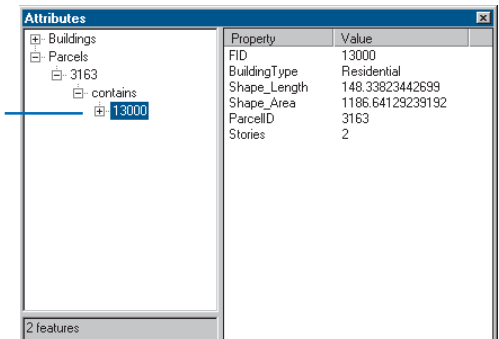 Attributes
Buildings
Parcels
3163
contains
13000
Property Value
FID 13000
BuildingType Residential
Shape_Length 148.33823442699
Shape_Area 1186.64129239192
ParcelID 3163
Stories 2
2 features